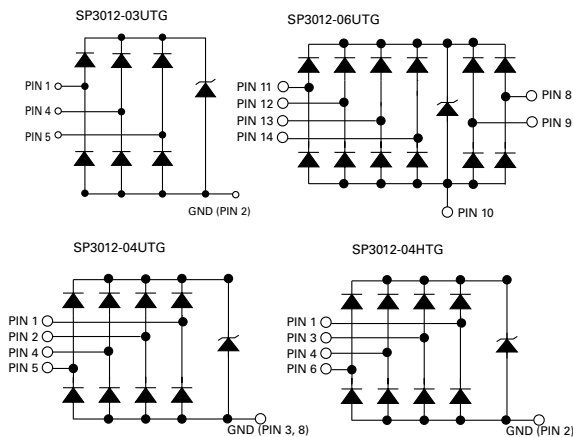 SP3012-03UTG
PIN 1
PIN 4
PIN 5
GND (PIN 2)
SP3012-06UTG
PIN 11
PIN 12
PIN 13
PIN 14
PIN 8
PIN 9
PIN 10
SP3012-04UTG
PIN 1
PIN 2
PIN 4
PIN 5
GND (PIN 3, 8)
SP3012-04HTG
PIN 1
PIN 3
PIN 4
PIN 6
GND (PIN 2)